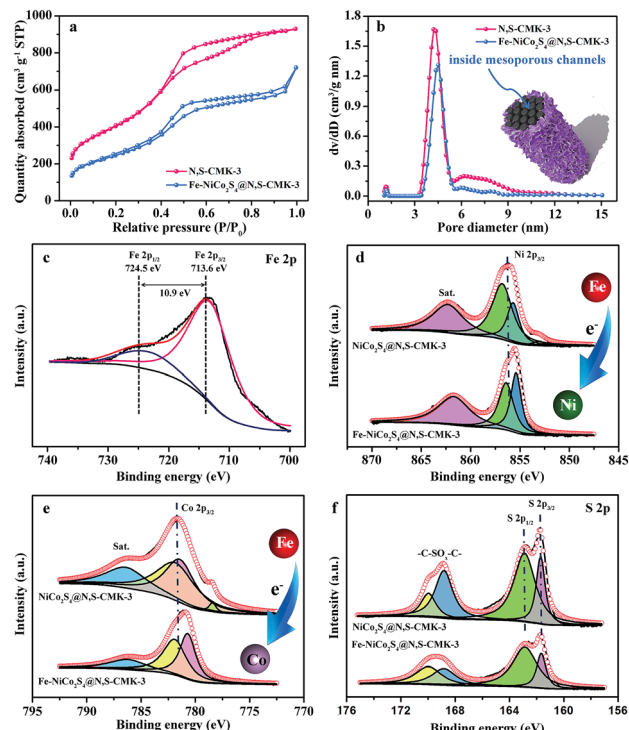 a
Quantity absorbed (cm³ g⁻¹ STP)
1000
800
600
400
200
0
N,S-CMK-3
Fe-NiCo₂S₄@N,S-CMK-3
0.0 0.2 0.4 0.6 0.8 1.0
Relative pressure (P/P₀)
b
dv/dD (cm³/g nm)
1.8
1.5
1.2
0.9
0.6
0.3
0.0
N,S-CMK-3
Fe-NiCo₂S₄@N,S-CMK-3
inside mesoporous channels
0 3 6 9 12 15
Pore diameter (nm)
c
Fe 2p
Fe 2p₁/₂
724.5 eV
Fe 2p₃/₂
713.6 eV
10.9 eV
Intensity (a.u.)
740 730 720 710 700
Binding energy (eV)
d
Ni 2p₃/₂
Sat.
Fe
e⁻
Ni
NiCo₂S₄@N,S-CMK-3
Fe-NiCo₂S₄@N,S-CMK-3
Intensity (a.u.)
870 865 860 855 850 845
Binding energy (eV)
e
Co 2p₃/₂
Sat.
Fe
e⁻
Co
NiCo₂S₄@N,S-CMK-3
Fe-NiCo₂S₄@N,S-CMK-3
Intensity (a.u.)
795 790 785 780 775
Binding energy (eV)
f
S 2p
S 2p₃/₂
S 2p₁/₂
-C-SOₓ-C-
NiCo₂S₄@N,S-CMK-3
Fe-NiCo₂S₄@N,S-CMK-3
Intensity (a.u.)
175 170 165 160 155
Binding energy (eV)